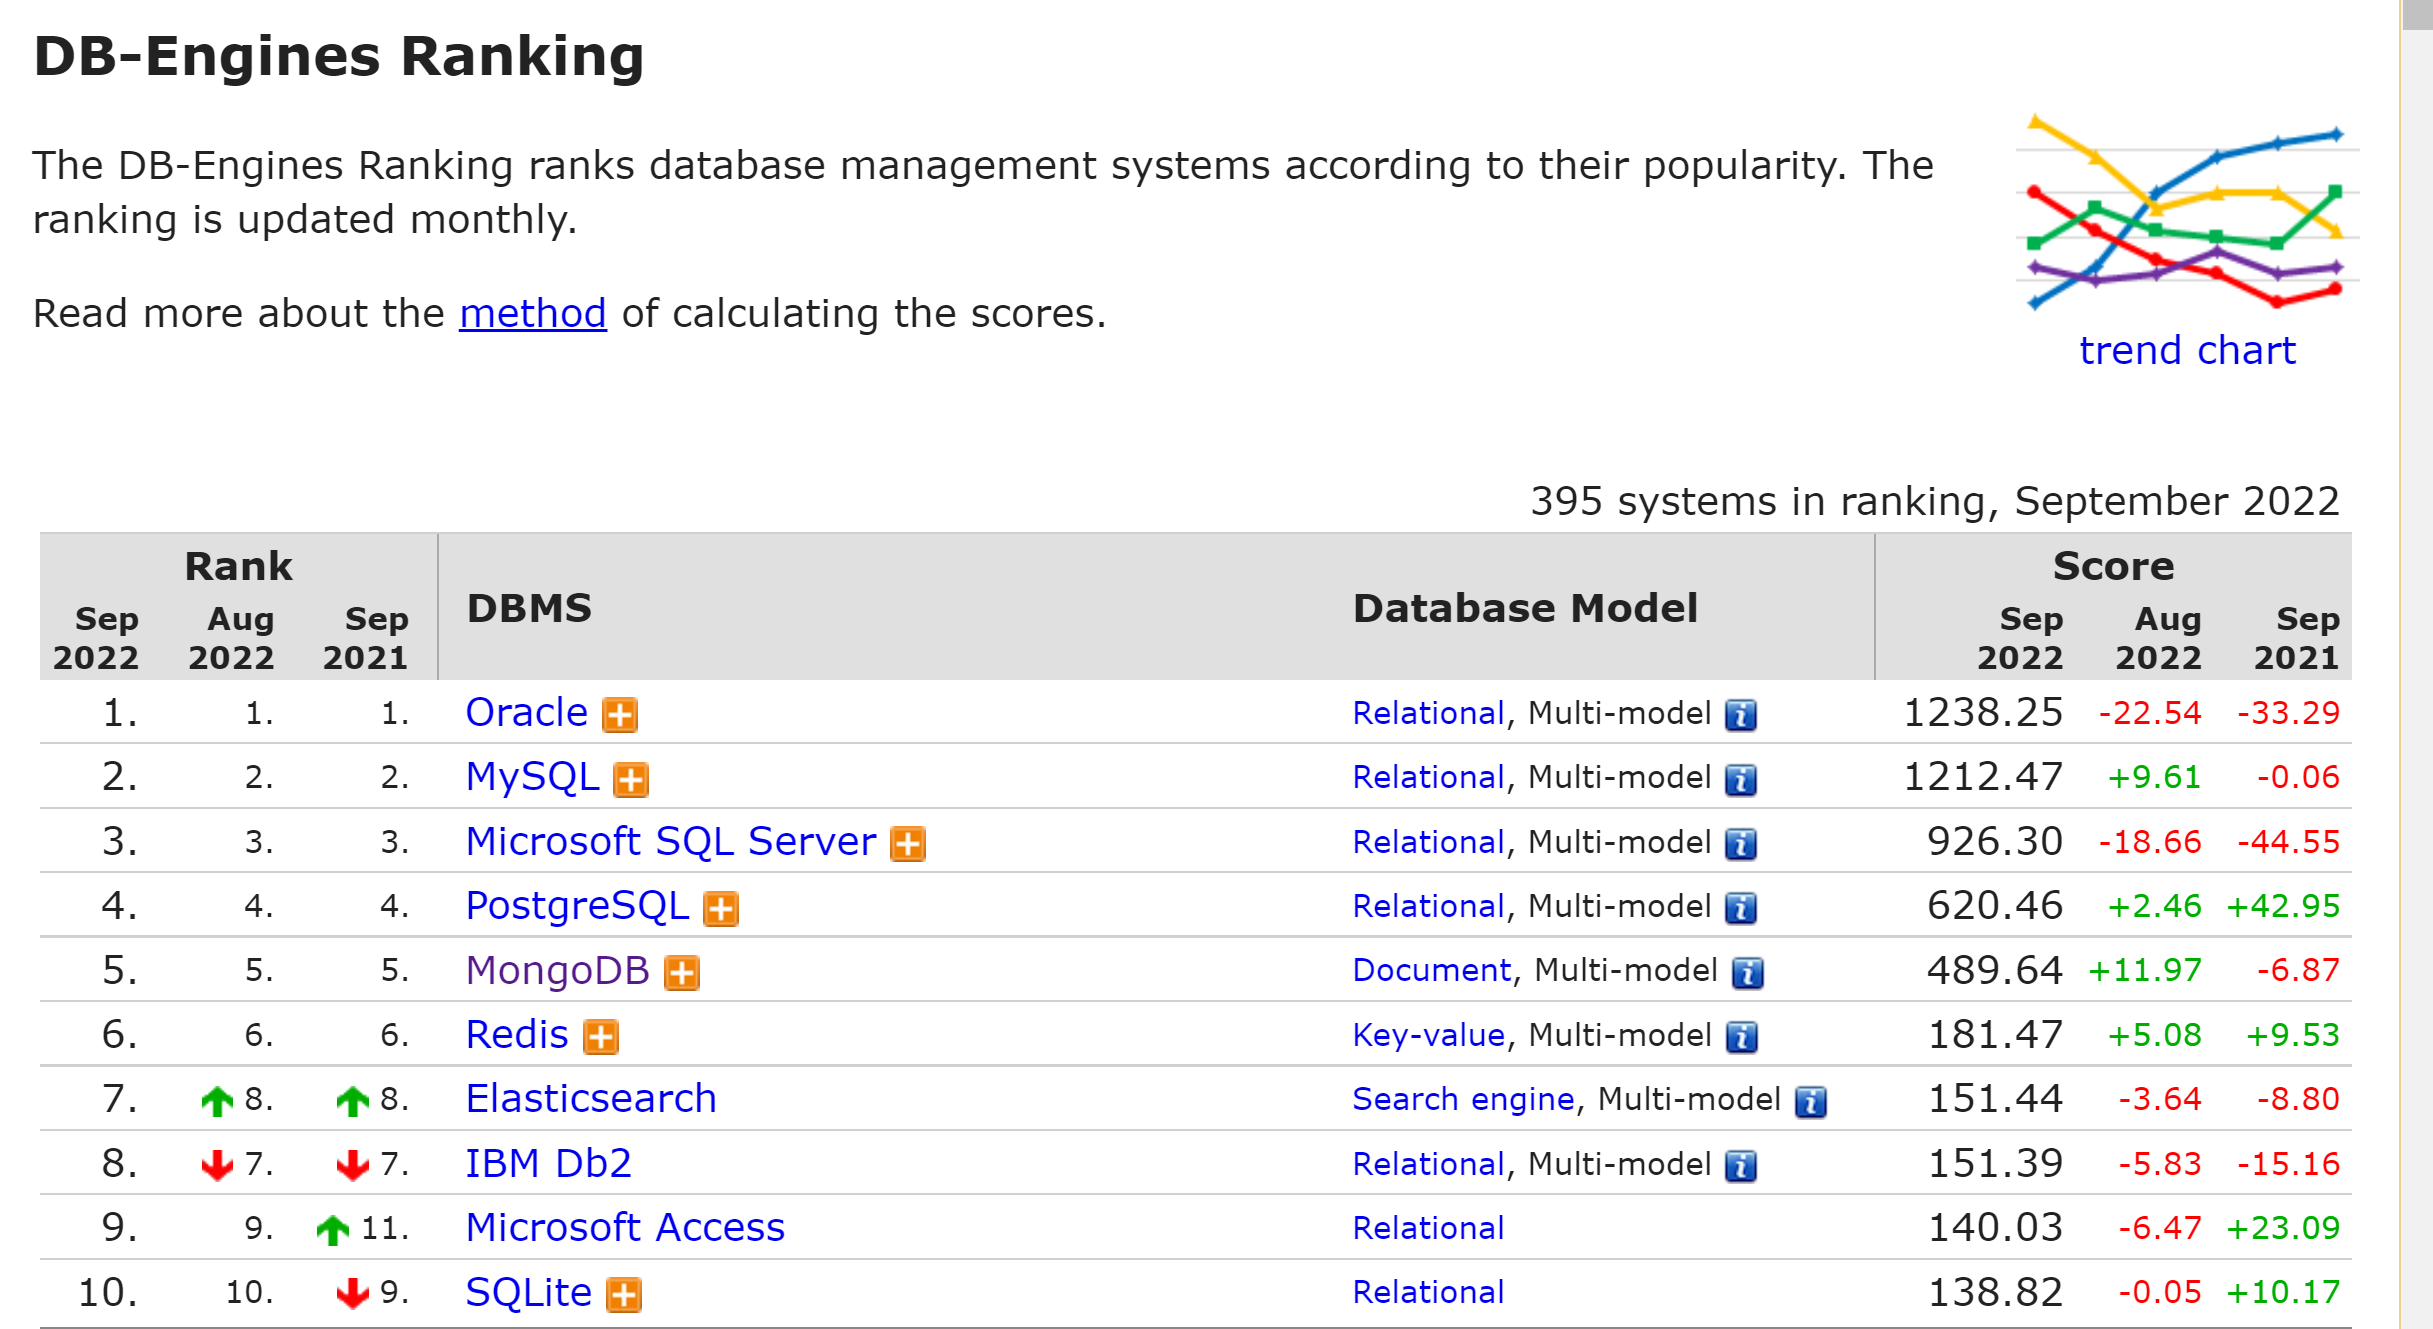 DB-Engines Ranking
The DB-Engines Ranking ranks database management systems according to their popularity. The
ranking is updated monthly.
Read more about the method of calculating the scores.
trend chart
395 systems in ranking, September 2022
Rank DBMS Database Model Score
Sep 2022 Aug 2022 Sep 2021 Sep 2022 Aug 2022 Sep 2021
1. 1. 1. Oracle Relational, Multi-model 1238.25 -22.54 -33.29
2. 2. 2. MySQL Relational, Multi-model 1212.47 +9.61 -0.06
3. 3. 3. Microsoft SQL Server Relational, Multi-model 926.30 -18.66 -44.55
4. 4. 4. PostgreSQL Relational, Multi-model 620.46 +2.46 +42.95
5. 5. 5. MongoDB Document, Multi-model 489.64 +11.97 -6.87
6. 6. 6. Redis Key-value, Multi-model 181.47 +5.08 +9.53
7. 8. 8. Elasticsearch Search engine, Multi-model 151.44 -3.64 -8.80
8. 7. 7. IBM Db2 Relational, Multi-model 151.39 -5.83 -15.16
9. 9. 11. Microsoft Access Relational 140.03 -6.47 +23.09
10. 10. 9. SQLite Relational 138.82 -0.05 +10.17